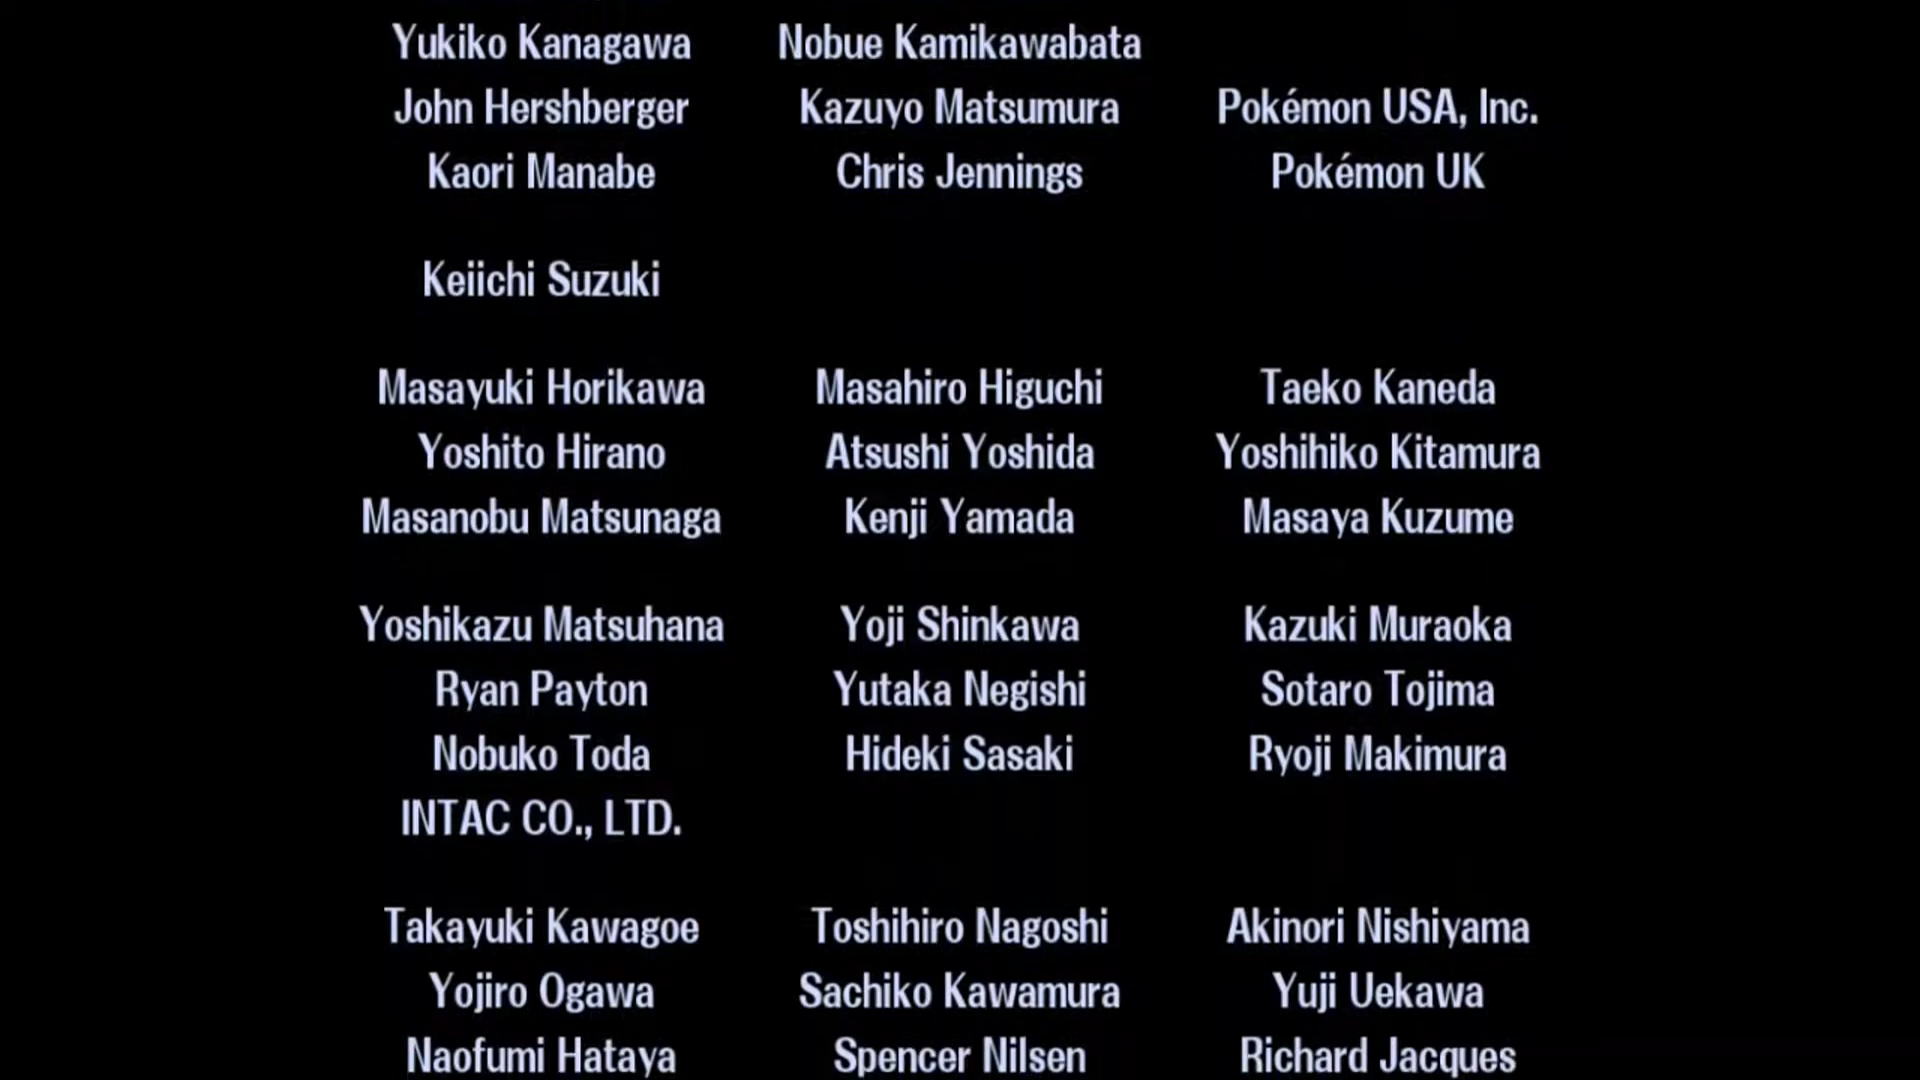 Yukiko Kanagawa Nobue Kamikawabata
John Hershberger Kazuyo Matsumura Pokémon USA, Inc.
Kaori Manabe Chris Jennings Pokémon UK
Keiichi Suzuki
Masayuki Horikawa Masahiro Higuchi Taeko Kaneda
Yoshito Hirano Atsushi Yoshida Yoshihiko Kitamura
Masanobu Matsunaga Kenji Yamada Masaya Kuzume
Yoshikazu Matsuhana Yoji Shinkawa Kazuki Muraoka
Ryan Payton Yutaka Negishi Sotaro Tojima
Nobuko Toda Hideki Sasaki Ryoji Makimura
INTAC CO., LTD.
Takayuki Kawagoe Toshihiro Nagoshi Akinori Nishiyama
Yojiro Ogawa Sachiko Kawamura Yuji Uekawa
Naofumi Hataya Spencer Nilsen Richard Jacques